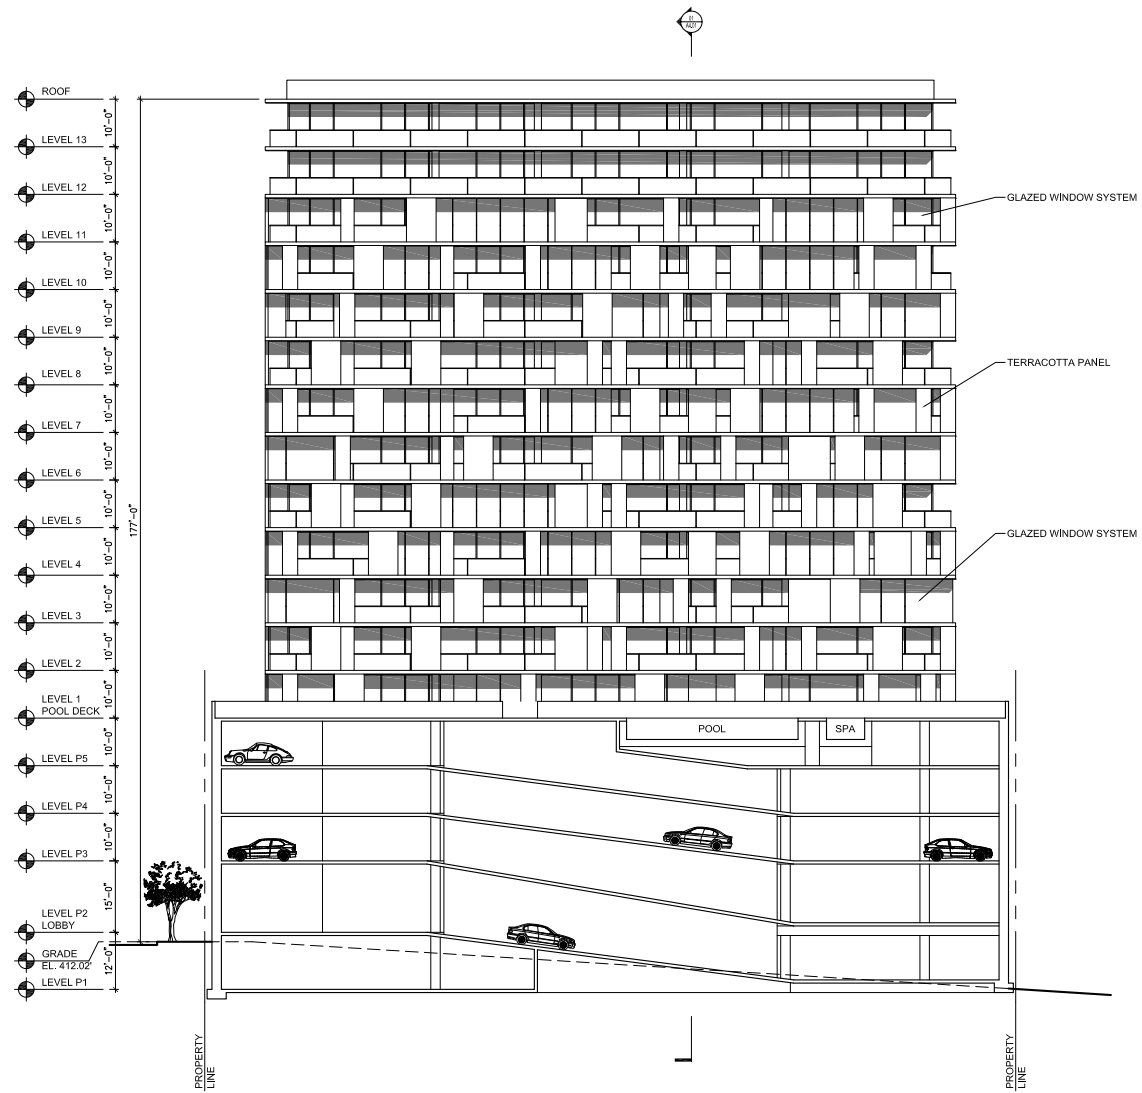 01
A4.01
ROOF
10'-0"
LEVEL 13
10'-0"
LEVEL 12
10'-0"
GLAZED WINDOW SYSTEM
LEVEL 11
10'-0"
LEVEL 10
10'-0"
LEVEL 9
10'-0"
TERRACOTTA PANEL
LEVEL 8
10'-0"
LEVEL 7
10'-0"
LEVEL 6
10'-0"
177'-0"
LEVEL 5
10'-0"
GLAZED WINDOW SYSTEM
LEVEL 4
10'-0"
LEVEL 3
10'-0"
LEVEL 2
10'-0"
LEVEL 1
POOL DECK
POOL
SPA
10'-0"
LEVEL P5
10'-0"
LEVEL P4
10'-0"
LEVEL P3
15'-0"
LEVEL P2
LOBBY
GRADE
EL. 412.02'
12'-0"
LEVEL P1
PROPERTY
LINE
PROPERTY
LINE